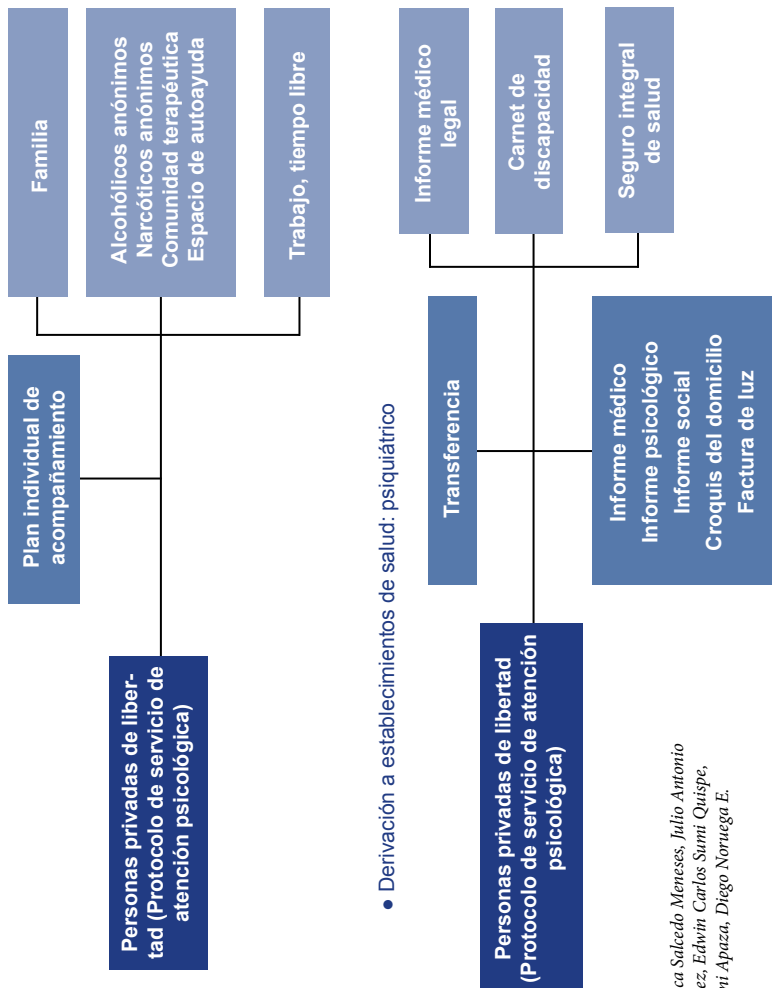 Personas privadas de liber-
tad (Protocolo de servicio de
atención psicológica)
Plan individual de
acompañamiento
Familia
Alcohólicos anónimos
Narcóticos anónimos
Comunidad terapéutica
Espacio de autoayuda
Trabajo, tiempo libre
• Derivación a establecimientos de salud: psiquiátrico
Personas privadas de libertad
(Protocolo de servicio de atención
psicológica)
Transferencia
Informe médico
Informe psicológico
Informe social
Croquis del domicilio
Factura de luz
Informe médico
legal
Carnet de
discapacidad
Seguro integral
de salud
Salcedo Meneses, Julio Antonio
Edwin Carlos Sumi Quispe,
Apaza, Diego Noruega E.